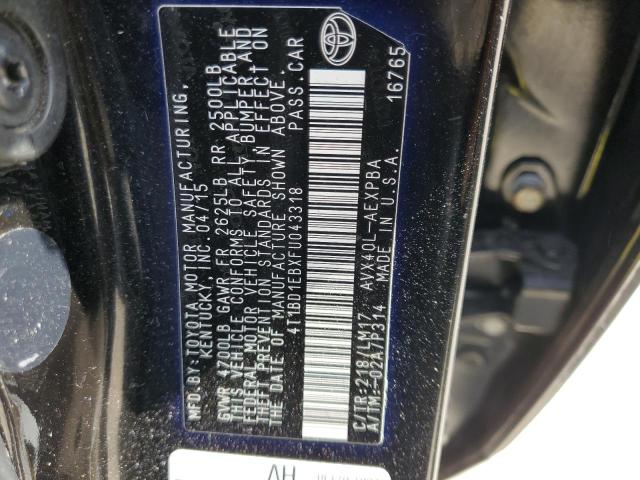 MFD.BY:TOYOTA MOTOR MANUFACTURING,
KENTUCKY, INC. 04/15
GVWR 4200LB GAWR FR 2625LB RR 2500LB
THIS VEHICLE CONFORMS TO ALL APPLICABLE
FEDERAL MOTOR VEHICLE SAFETY, BUMPER, AND
THEFT PREVENTION STANDARDS IN EFFECT ON
THE DATE OF MANUFACTURE SHOWN ABOVE.
4T1BD1EBXFU043318 PASS.CAR
C/TR:218/LM17 AVX40L-AEXPBA
A/TM:-02A/P314 MADE IN U.S.A. 16765
AH